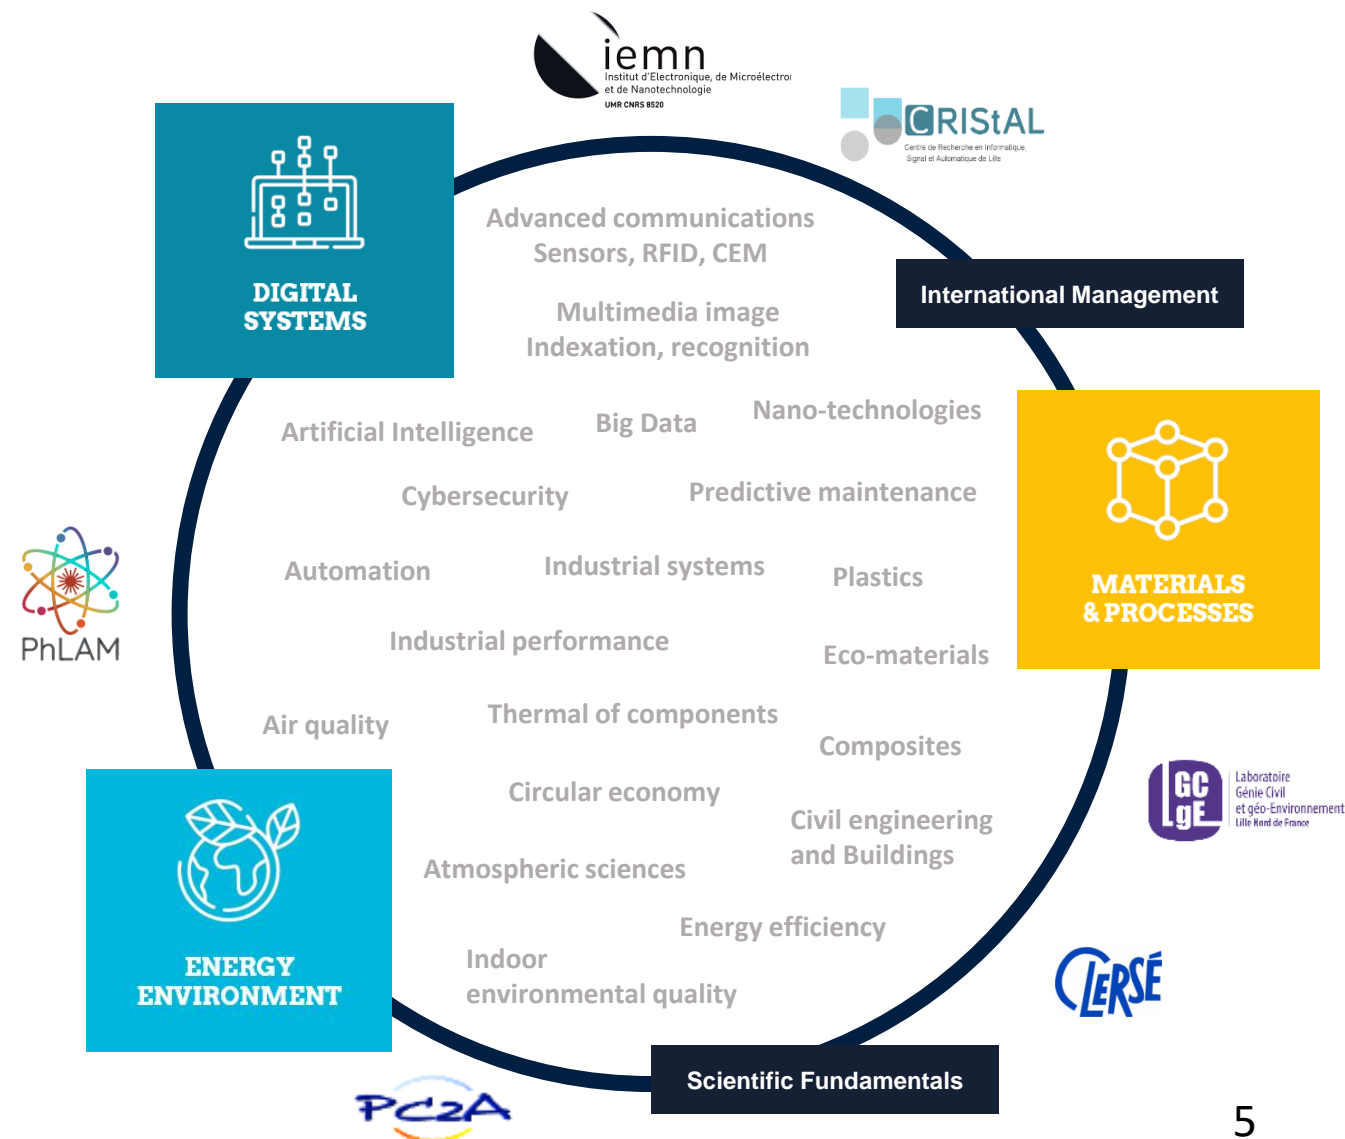 iemn
Institut d'Electronique, de Microélectron
et de Nanotechnologie
UMR CNRS 8520
CRIStAL
Centre de Recherche en Informatique,
Signal et Automatique de Lille
DIGITAL
SYSTEMS
Advanced communications
Sensors, RFID, CEM
International Management
Multimedia image
Indexation, recognition
Nano-technologies
Artificial Intelligence
Big Data
Cybersecurity
Predictive maintenance
Automation
Industrial systems
Plastics
MATERIALS
& PROCESSES
PhLAM
Industrial performance
Eco-materials
Air quality
Thermal of components
Composites
Circular economy
GC
LgE
Laboratoire
Génie Civil
et géo-Environnement
Lille Nord de France
Civil engineering
and Buildings
Atmospheric sciences
Energy efficiency
ENERGY
ENVIRONMENT
Indoor
environmental quality
CLERSÉ
Scientific Fundamentals
PC2A
5